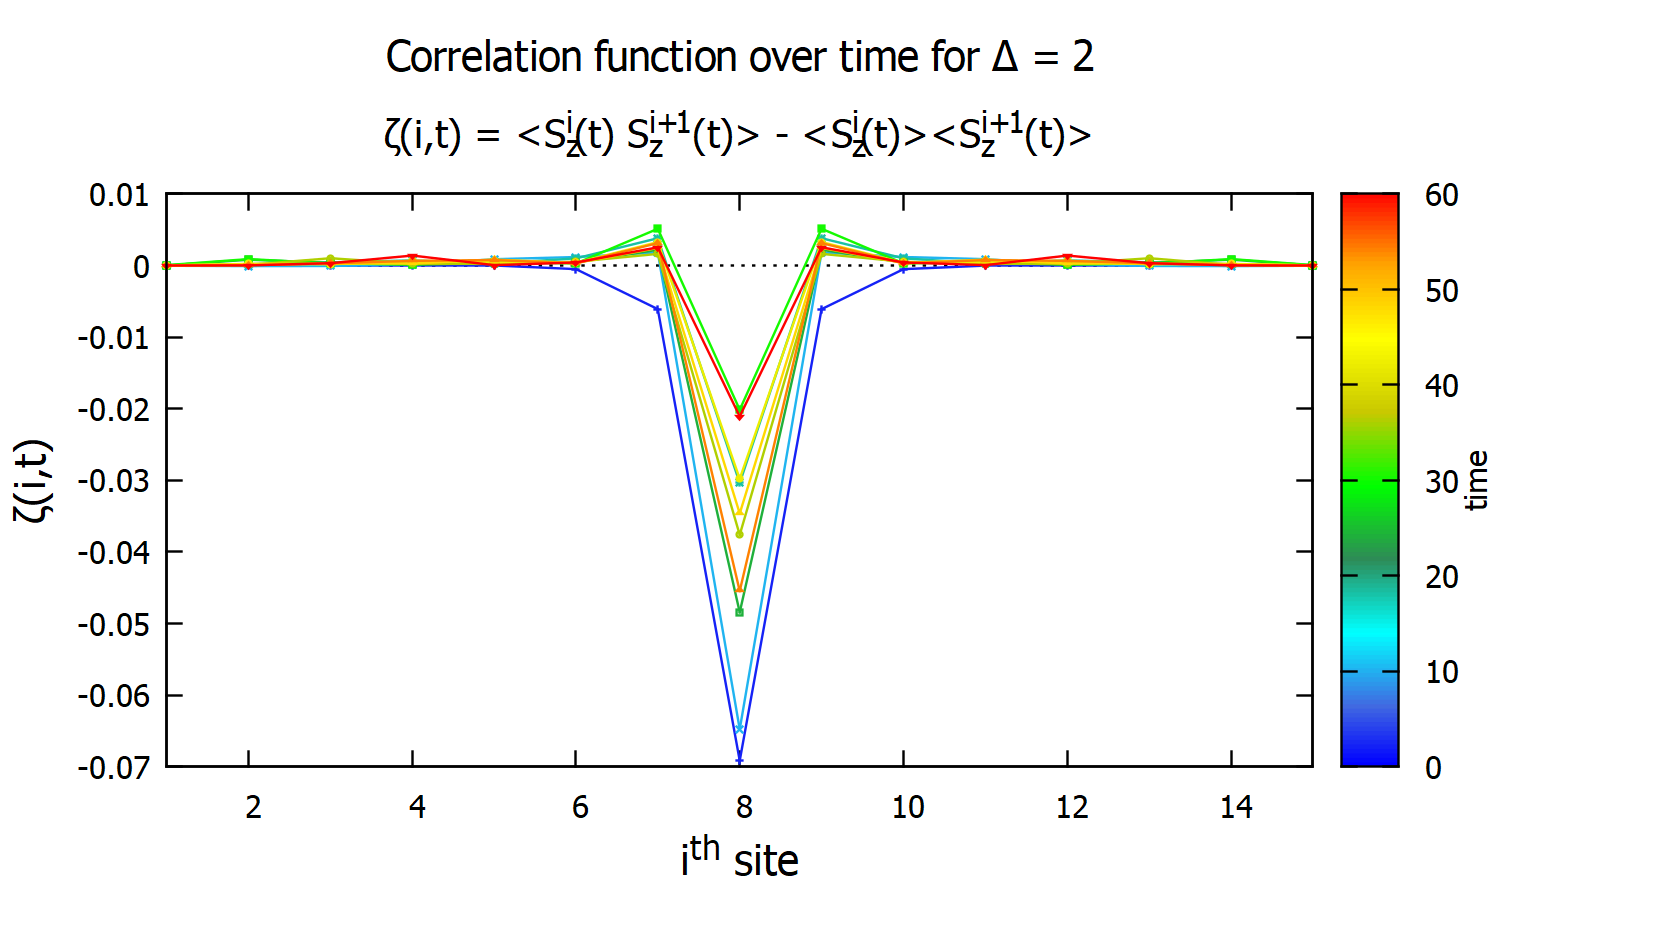 Correlation function over time for Δ = 2
ζ(i,t) = <S_z^i(t) S_z^{i+1}(t)> - <S_z^i(t)><S_z^{i+1}(t)>
0.01
0
-0.01
-0.02
-0.03
-0.04
-0.05
-0.06
-0.07
ζ(i,t)
2 4 6 8 10 12 14
i^{th} site
60
50
40
30
20
10
0
time